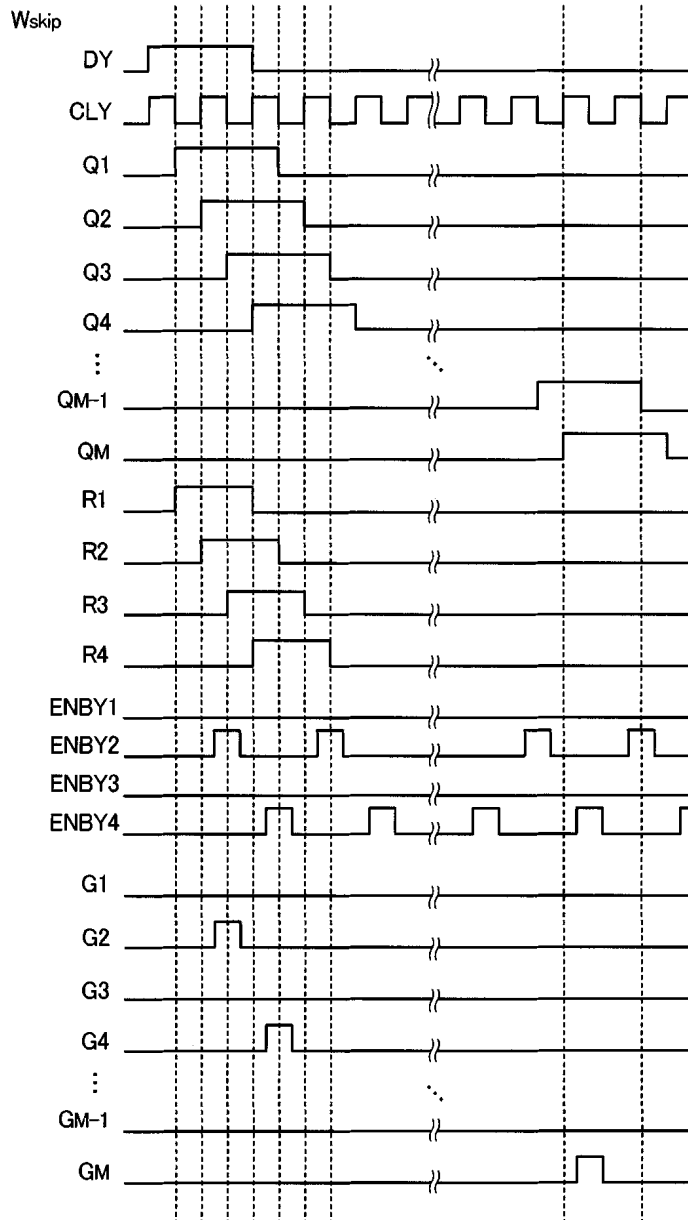 Wskip
DY
CLY
Q1
Q2
Q3
Q4
⋮
QM-1
QM
R1
R2
R3
R4
ENBY1
ENBY2
ENBY3
ENBY4
G1
G2
G3
G4
⋮
GM-1
GM